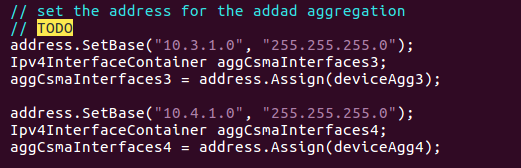 // set the address for the addad aggregation
// TODO
address.SetBase("10.3.1.0", "255.255.255.0");
Ipv4InterfaceContainer aggCsmaInterfaces3;
aggCsmaInterfaces3 = address.Assign(deviceAgg3);
address.SetBase("10.4.1.0", "255.255.255.0");
Ipv4InterfaceContainer aggCsmaInterfaces4;
aggCsmaInterfaces4 = address.Assign(deviceAgg4);